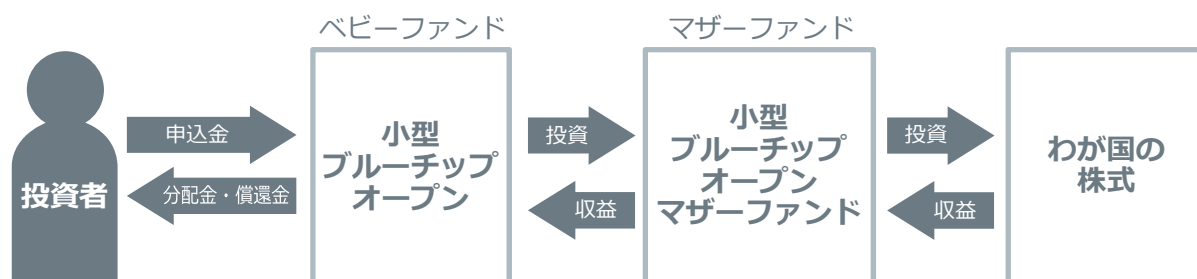 ベビーファンド
マザーファンド
投資者
申込金
分配金・償還金
小型
ブルーチップ
オープン
投資
収益
小型
ブルーチップ
オープン
マザーファンド
投資
収益
わが国の
株式